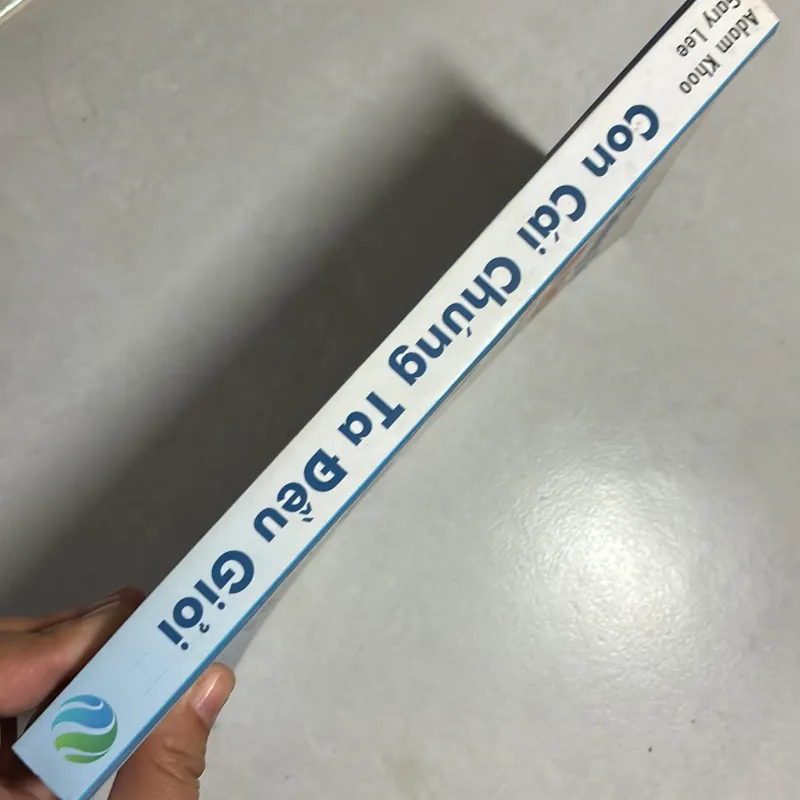 Adam Khoo
Gary Lee
Con Cái Chúng Ta Đều Giỏi